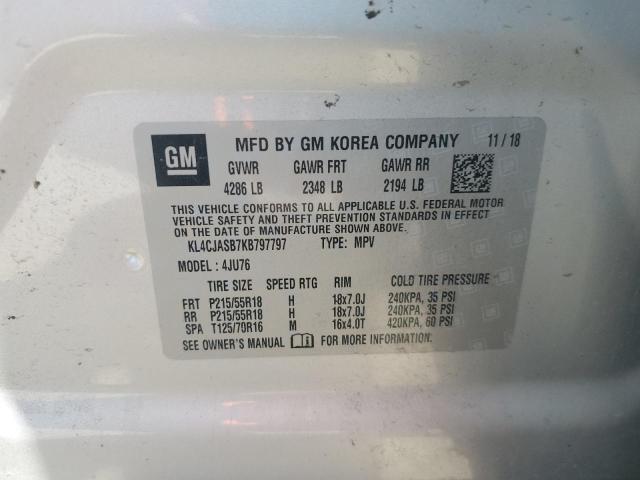 GM
MFD BY GM KOREA COMPANY 11 / 18
GVWR GAWR FRT GAWR RR
4286 LB 2348 LB 2194 LB
THIS VEHICLE CONFORMS TO ALL APPLICABLE U.S. FEDERAL MOTOR
VEHICLE SAFETY AND THEFT PREVENTION STANDARDS IN EFFECT
ON THE DATE OF MANUFACTURE SHOWN ABOVE.
KL4CJASB7KB797797 TYPE: MPV
MODEL : 4JU76
TIRE SIZE SPEED RTG RIM COLD TIRE PRESSURE
FRT P215/55R18 H 18x7.0J 240KPA, 35 PSI
RR P215/55R18 H 18x7.0J 240KPA, 35 PSI
SPA T125/70R16 M 16x4.0T 420KPA, 60 PSI
SEE OWNER'S MANUAL FOR MORE INFORMATION.